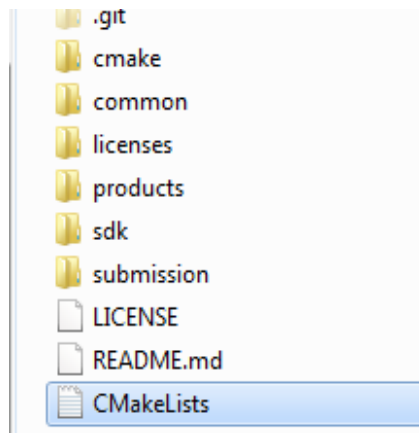 .git
cmake
common
licenses
products
sdk
submission
LICENSE
README.md
CMakeLists